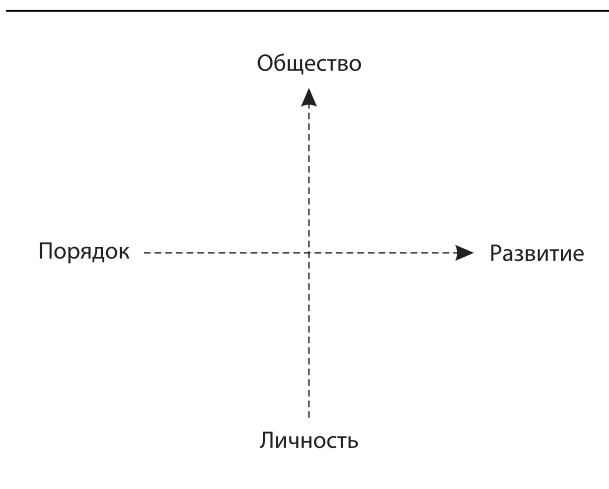 Общество
Порядок
Развитие
Личность